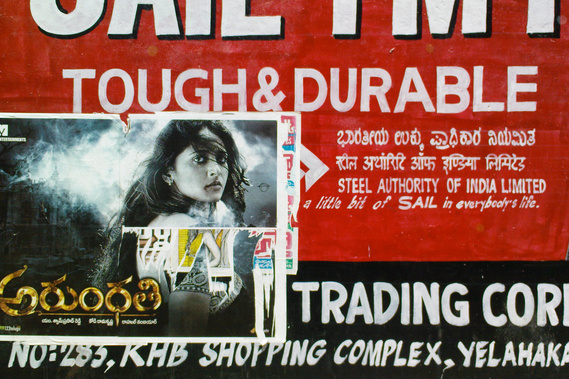 SAIL TMT
TOUGH & DURABLE
ಭಾರತೀಯ ಉಕ್ಕು ಪ್ರಾಧಿಕಾರ ನಿಯಮಿತ
स्टील अथॉरिटि ऑफ इण्डिया लिमिटेड
STEEL AUTHORITY OF INDIA LIMITED
a little bit of SAIL in everybody's life.
అరుంధతి
TRADING COR
NO:283, KHB SHOPPING COMPLEX, YELAHAKA